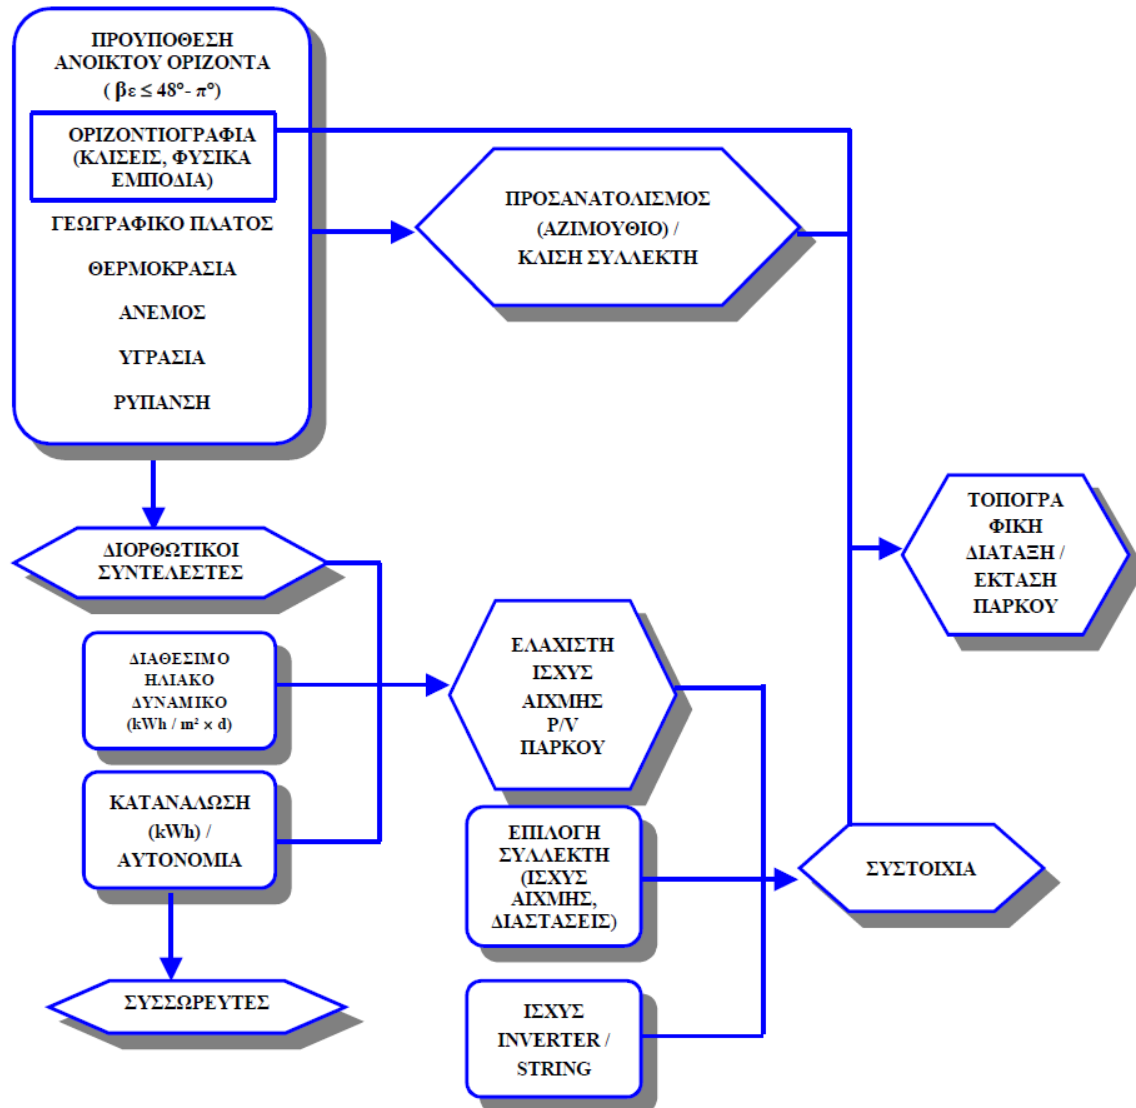 ΠΡΟΥΠΟΘΕΣΗ
ΑΝΟΙΚΤΟΥ ΟΡΙΖΟΝΤΑ
( βε ≤ 48°- π°)
ΟΡΙΖΟΝΤΙΟΓΡΑΦΙΑ
(ΚΛΙΣΕΙΣ, ΦΥΣΙΚΑ
ΕΜΠΟΔΙΑ)
ΓΕΩΓΡΑΦΙΚΟ ΠΛΑΤΟΣ
ΘΕΡΜΟΚΡΑΣΙΑ
ΑΝΕΜΟΣ
ΥΓΡΑΣΙΑ
ΡΥΠΑΝΣΗ
ΠΡΟΣΑΝΑΤΟΛΙΣΜΟΣ
(ΑΖΙΜΟΥΘΙΟ) /
ΚΛΙΣΗ ΣΥΛΛΕΚΤΗ
ΤΟΠΟΓΡΑ
ΦΙΚΗ
ΔΙΑΤΑΞΗ /
ΕΚΤΑΣΗ
ΠΑΡΚΟΥ
ΔΙΟΡΘΩΤΙΚΟΙ
ΣΥΝΤΕΛΕΣΤΕΣ
ΔΙΑΘΕΣΙΜΟ
ΗΛΙΑΚΟ
ΔΥΝΑΜΙΚΟ
(kWh / m² × d)
ΕΛΑΧΙΣΤΗ
ΙΣΧΥΣ
ΑΙΧΜΗΣ
P/V
ΠΑΡΚΟΥ
ΚΑΤΑΝΑΛΩΣΗ
(kWh) /
ΑΥΤΟΝΟΜΙΑ
ΕΠΙΛΟΓΗ
ΣΥΛΛΕΚΤΗ
(ΙΣΧΥΣ
ΑΙΧΜΗΣ,
ΔΙΑΣΤΑΣΕΙΣ)
ΣΥΣΤΟΙΧΙΑ
ΣΥΣΣΩΡΕΥΤΕΣ
ΙΣΧΥΣ
INVERTER /
STRING